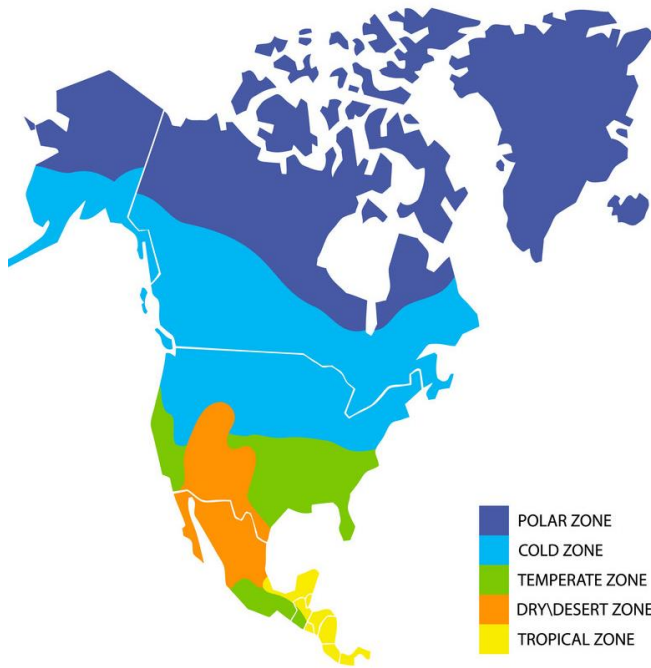 POLAR ZONE
COLD ZONE
TEMPERATE ZONE
DRY\DESERT ZONE
TROPICAL ZONE